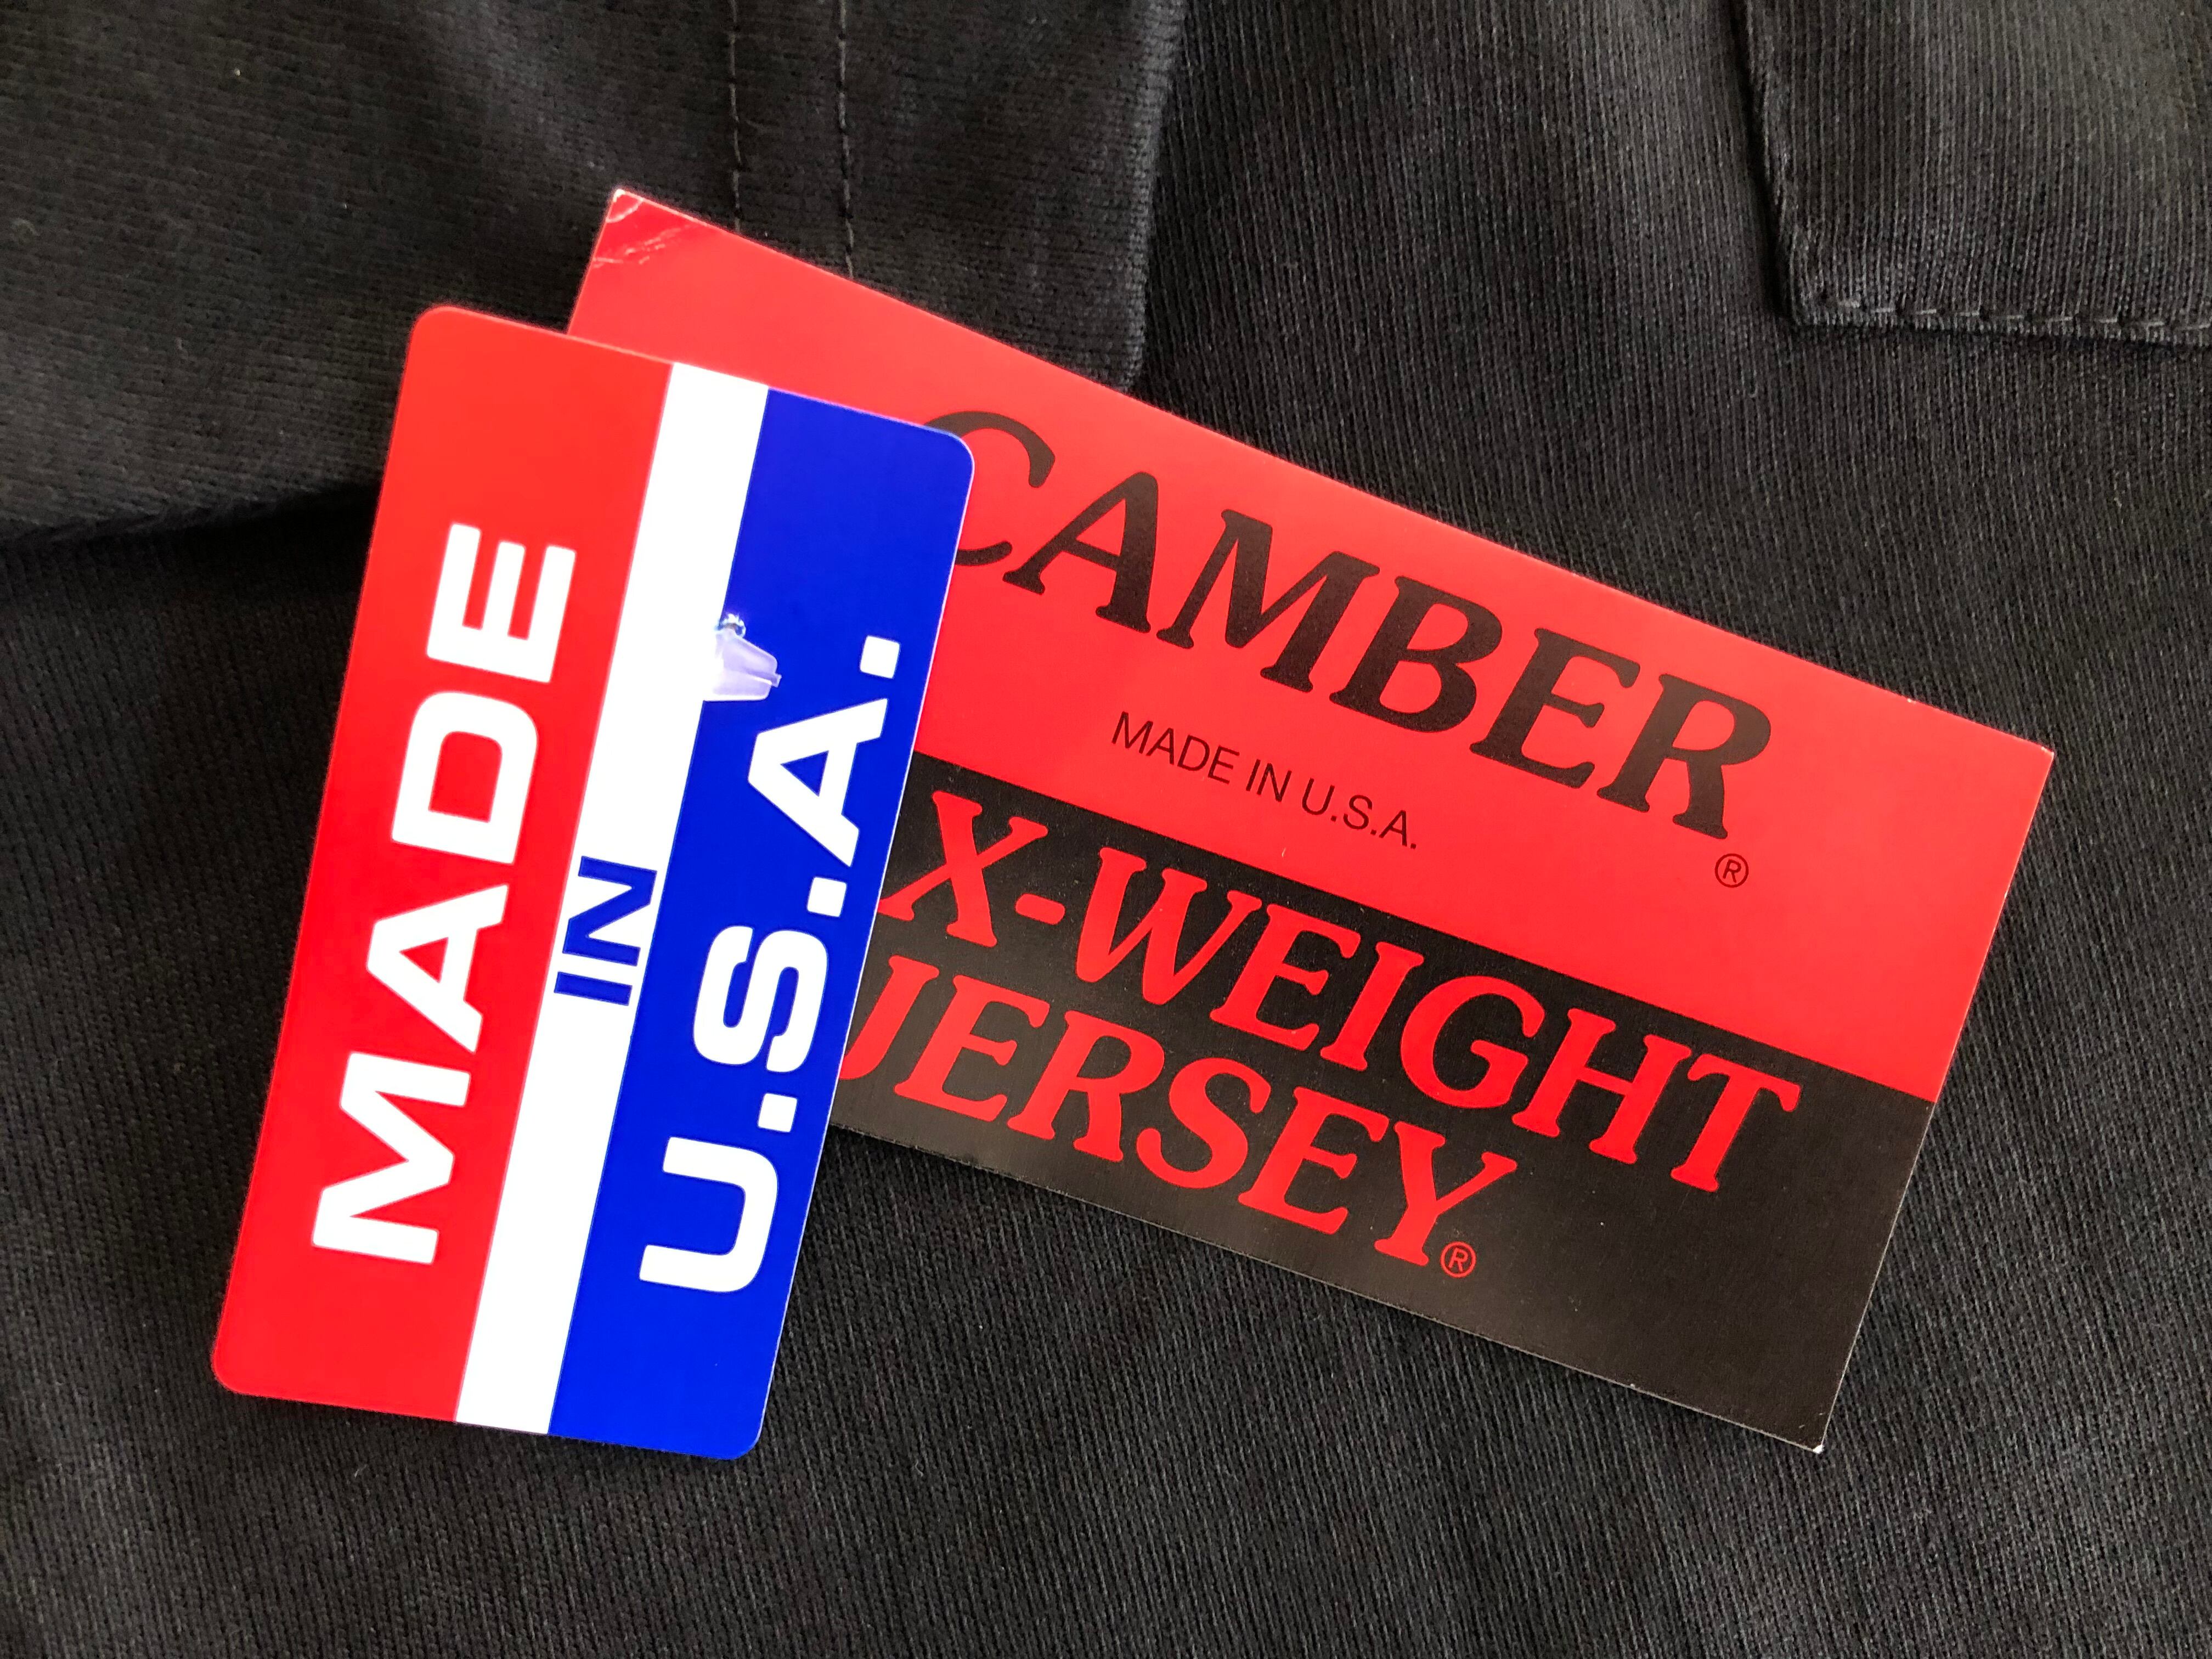 MADE
IN
U.S.A.
CAMBER®
MADE IN U.S.A.
X-WEIGHT
JERSEY®